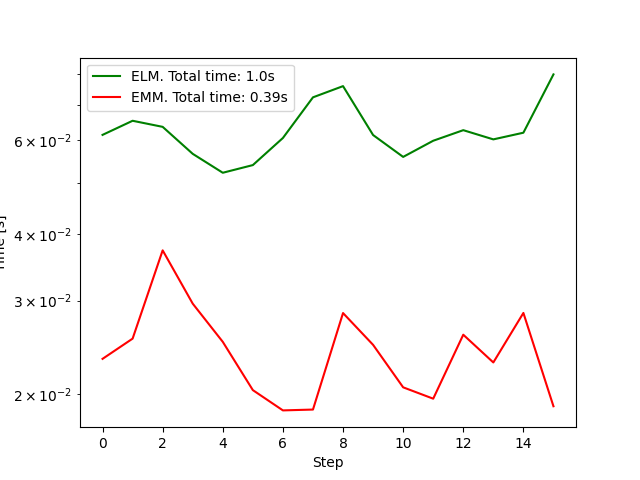 ELM. Total time: 1.0s
EMM. Total time: 0.39s
6 × 10⁻²
4 × 10⁻²
3 × 10⁻²
2 × 10⁻²
0 2 4 6 8 10 12 14
Step